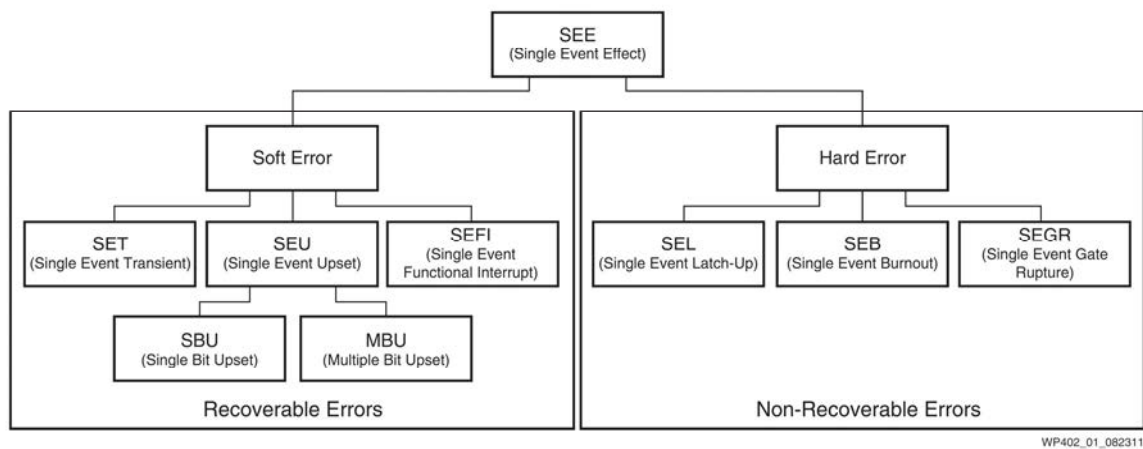 SEE
(Single Event Effect)
Soft Error
Hard Error
SET
(Single Event Transient)
SEU
(Single Event Upset)
SEFI
(Single Event
Functional Interrupt)
SEL
(Single Event Latch-Up)
SEB
(Single Event Burnout)
SEGR
(Single Event Gate
Rupture)
SBU
(Single Bit Upset)
MBU
(Multiple Bit Upset)
Recoverable Errors
Non-Recoverable Errors
WP402_01_082311